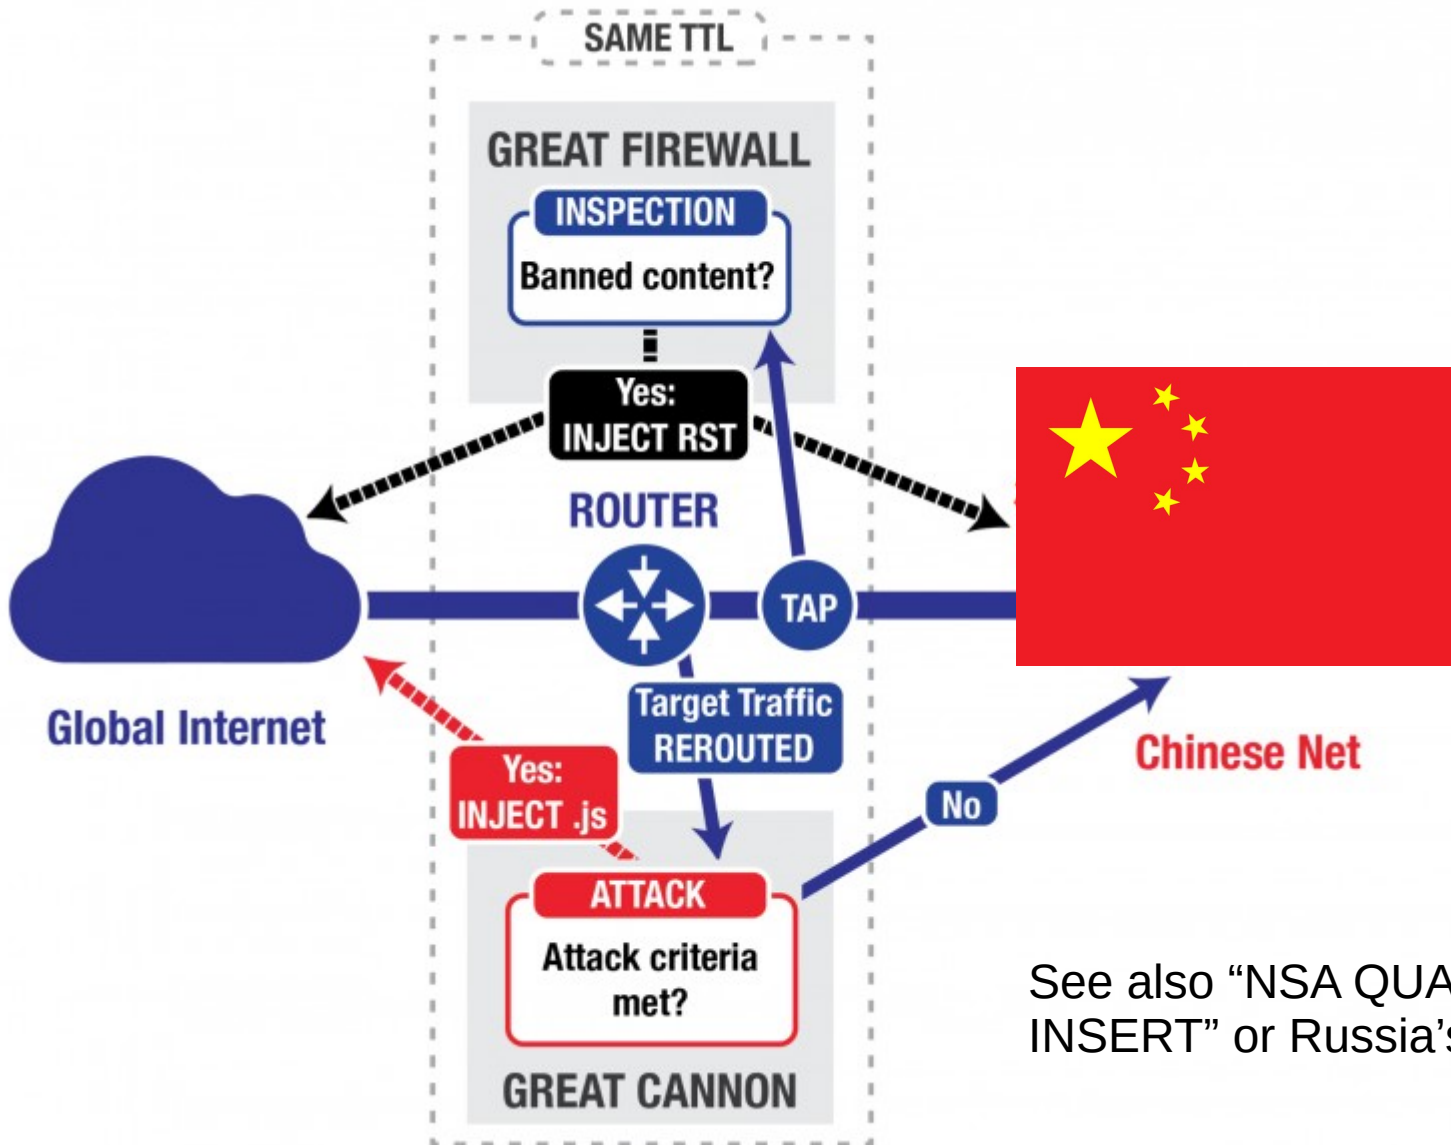 SAME TTL
GREAT FIREWALL
INSPECTION
Banned content?
Yes:
INJECT RST
ROUTER
TAP
Global Internet
Target Traffic
REROUTED
Chinese Net
Yes:
INJECT .js
No
ATTACK
Attack criteria
met?
GREAT CANNON
See also “NSA
INSERT” or Russia’s